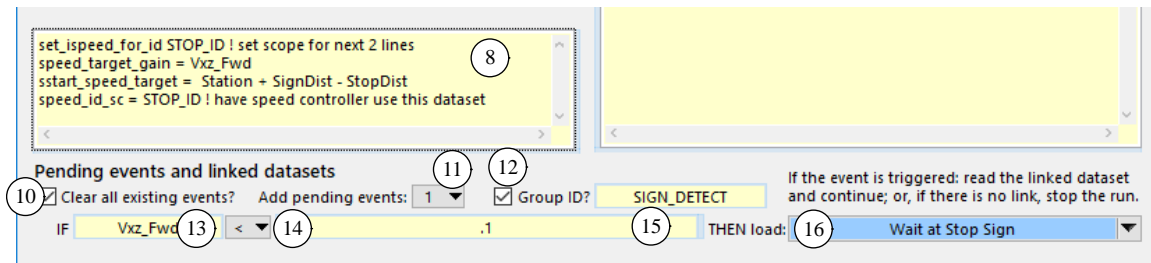 set_ispeed_for_id STOP_ID ! set scope for next 2 lines
speed_target_gain = Vxz_Fwd
sstart_speed_target =  Station + SignDist - StopDist
speed_id_sc = STOP_ID ! have speed controller use this dataset
8
Pending events and linked datasets
11
12
10
Clear all existing events?
Add pending events: 1
Group ID?
SIGN_DETECT
If the event is triggered: read the linked dataset
and continue; or, if there is no link, stop the run.
IF
Vxz_Fwd
13
<
14
.1
15
THEN load:
16
Wait at Stop Sign